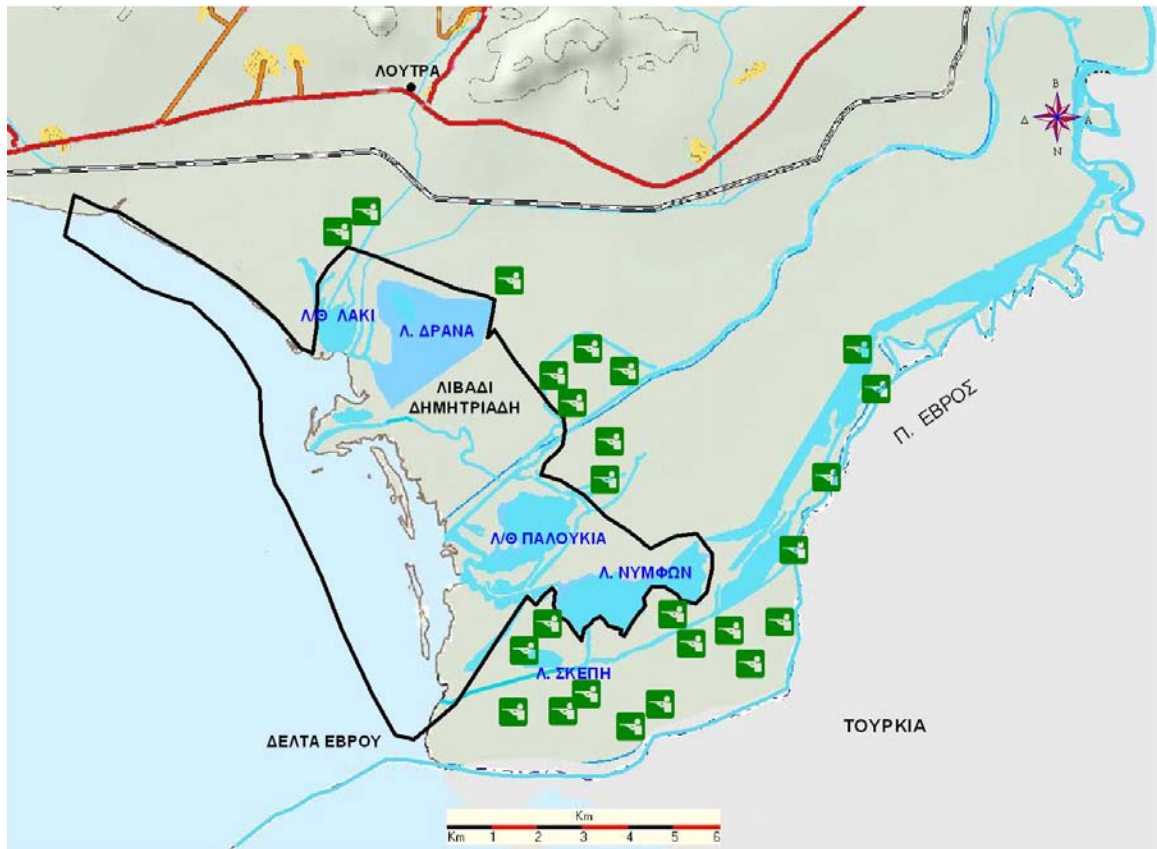 ΛΟΥΤΡΑ
Β
Δ Α
Ν
Λ/Θ ΛΑΚΙ
Λ. ΔΡΑΝΑ
ΛΙΒΑΔΙ
ΔΗΜΗΤΡΙΑΔΗ
Π. ΕΒΡΟΣ
Λ/Θ ΠΑΛΟΥΚΙΑ
Λ. ΝΥΜΦΩΝ
Λ. ΣΚΕΠΗ
ΔΕΛΤΑ ΕΒΡΟΥ
ΤΟΥΡΚΙΑ
Km
Km 1 2 3 4 5 6